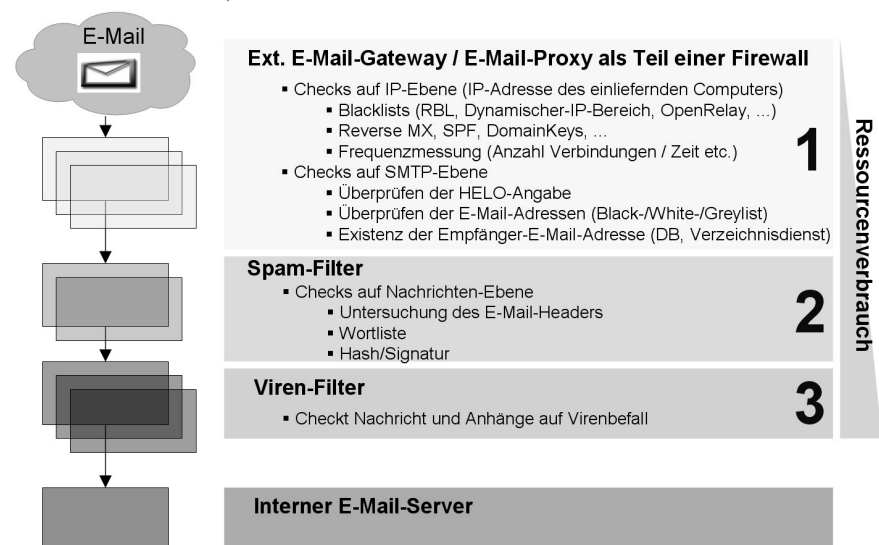 E-Mail
Ext. E-Mail-Gateway / E-Mail-Proxy als Teil einer Firewall
▪ Checks auf IP-Ebene (IP-Adresse des einliefernden Computers)
▪ Blacklists (RBL, Dynamischer-IP-Bereich, OpenRelay, ...)
▪ Reverse MX, SPF, DomainKeys, ...
▪ Frequenzmessung (Anzahl Verbindungen / Zeit etc.)
▪ Checks auf SMTP-Ebene
▪ Überprüfen der HELO-Angabe
▪ Überprüfen der E-Mail-Adressen (Black-/White-/Greylist)
▪ Existenz der Empfänger-E-Mail-Adresse (DB, Verzeichnisdienst)
1
Spam-Filter
▪ Checks auf Nachrichten-Ebene
▪ Untersuchung des E-Mail-Headers
▪ Wortliste
▪ Hash/Signatur
2
Viren-Filter
▪ Checkt Nachricht und Anhänge auf Virenbefall
3
Interner E-Mail-Server
Ressourcenverbrauch